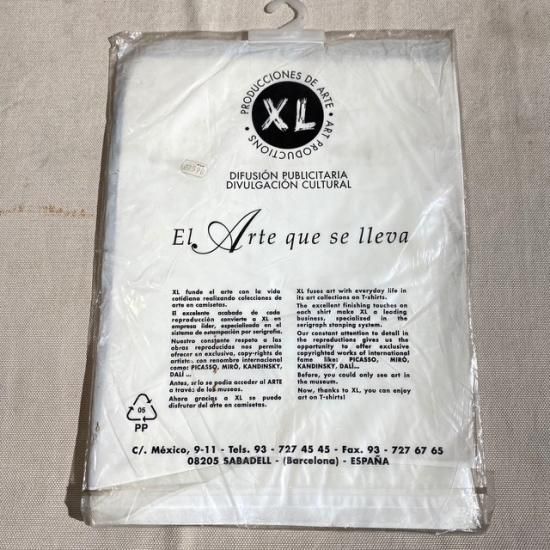 PRODUCCIONES DE ARTE • ART PRODUCTIONS •
XL
DIFUSIÓN PUBLICITARIA
DIVULGACIÓN CULTURAL
El Arte que se lleva
XL funde el arte con la vida
cotidiana realizando colecciones de
arte en camisetas.
El excelente acabado de cada
reproducción convierte a XL en
empresa líder, especializada en el
sistema de estampación por serigrafía.
Nuestro constante respeto a las
obras reproducidas nos permite
ofrecer en exclusiva, copy-rights de
artistas con renombre internacional
como: PICASSO, MIRÓ, KANDINSKY,
DALÍ ...
Antes, sólo se podía acceder al ARTE
a través de los museos.
Ahora gracias a XL se puede
disfrutar del arte en camisetas.
XL fuses art with everyday life in
its art collections on T-shirts.
The excellent finishing touches on
each shirt make XL a leading
business, specialized in the
serigraph stanping system.
Our constant attention to detail in
the reproductions gives us the
opportunity to offer exclusive
copyrighted works of international
fame like: PICASSO, MIRÓ,
KANDINSKY, DALÍ...
Before, you could only see art in
the museum.
Now, thanks to XL, you can enjoy
art on T-shirts!
05
PP
C/. México, 9-11 - Tels. 93 - 727 45 45 - Fax. 93 - 727 67 65
08205 SABADELL - (Barcelona) - ESPAÑA